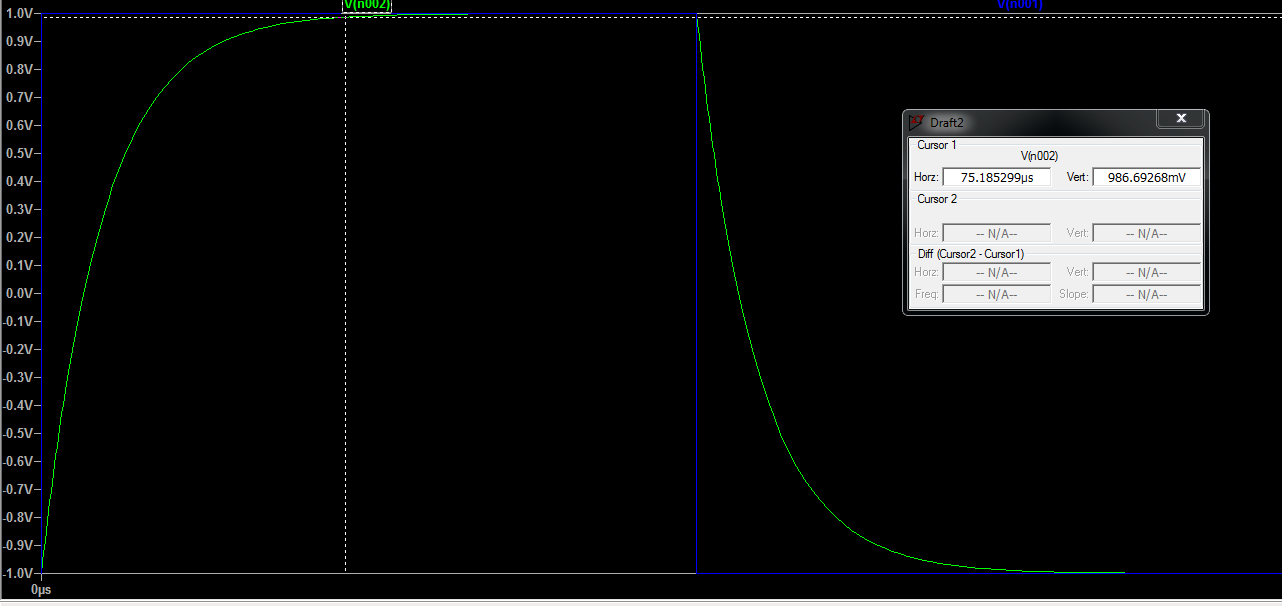 V(n002)
V(n001)
1.0V
0.9V
0.8V
0.7V
0.6V
0.5V
0.4V
0.3V
0.2V
0.1V
0.0V
-0.1V
-0.2V
-0.3V
-0.4V
-0.5V
-0.6V
-0.7V
-0.8V
-0.9V
-1.0V
0µs
Draft2
X
Cursor 1
V(n002)
Horz: 75.185299µs Vert: 986.69268mV
Cursor 2
Horz: -- N/A-- Vert: -- N/A--
Diff (Cursor2 - Cursor1)
Horz: -- N/A-- Vert: -- N/A--
Freq: -- N/A-- Slope: -- N/A--